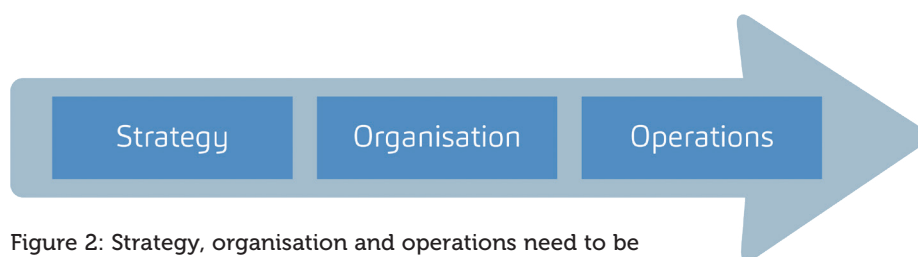 Strategy
Organisation
Operations
Figure 2: Strategy, organisation and operations need to be